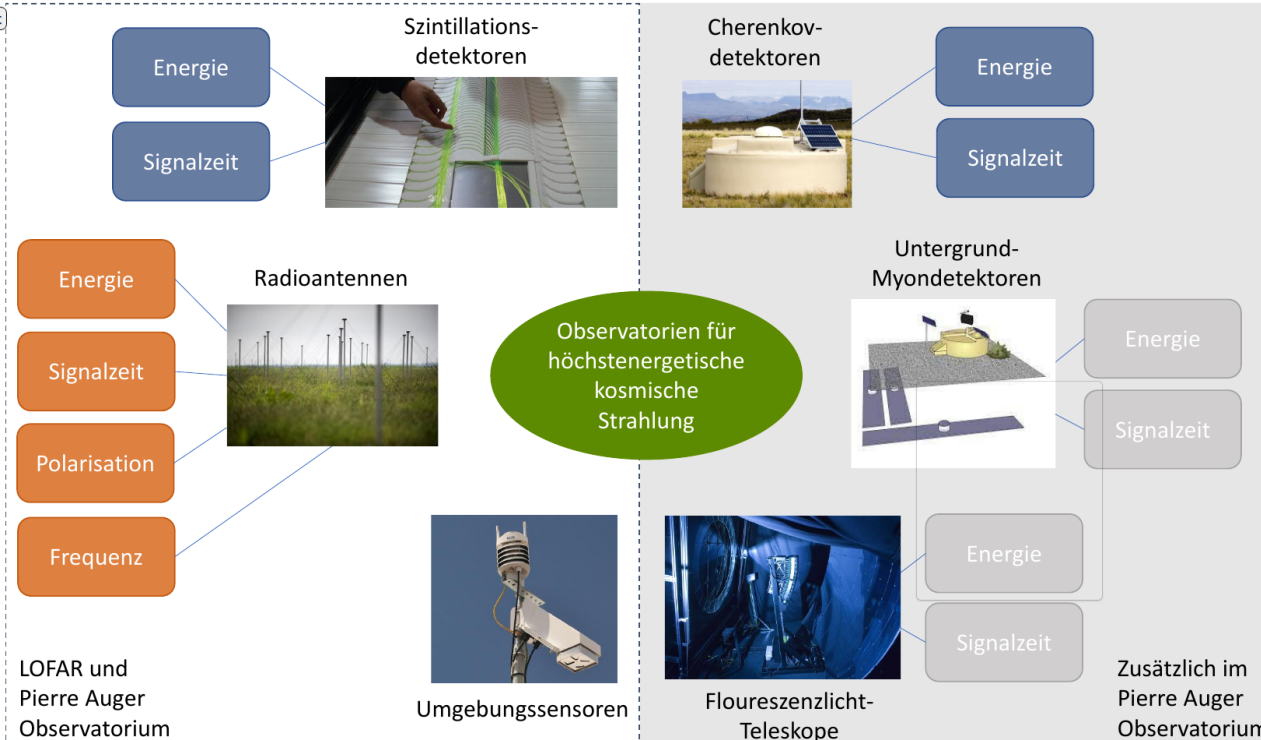 Szintillations-
detektoren
Energie
Signalzeit
Cherenkov-
detektoren
Energie
Signalzeit
Energie
Signalzeit
Polarisation
Frequenz
Radioantennen
Observatorien für
höchstenergetische
kosmische
Strahlung
Untergrund-
Myondetektoren
Energie
Signalzeit
Energie
Signalzeit
LOFAR und
Pierre Auger
Observatorium
Umgebungssensoren
Floureszenzlicht-
Teleskope
Zusätzlich im
Pierre Auger
Observatorium